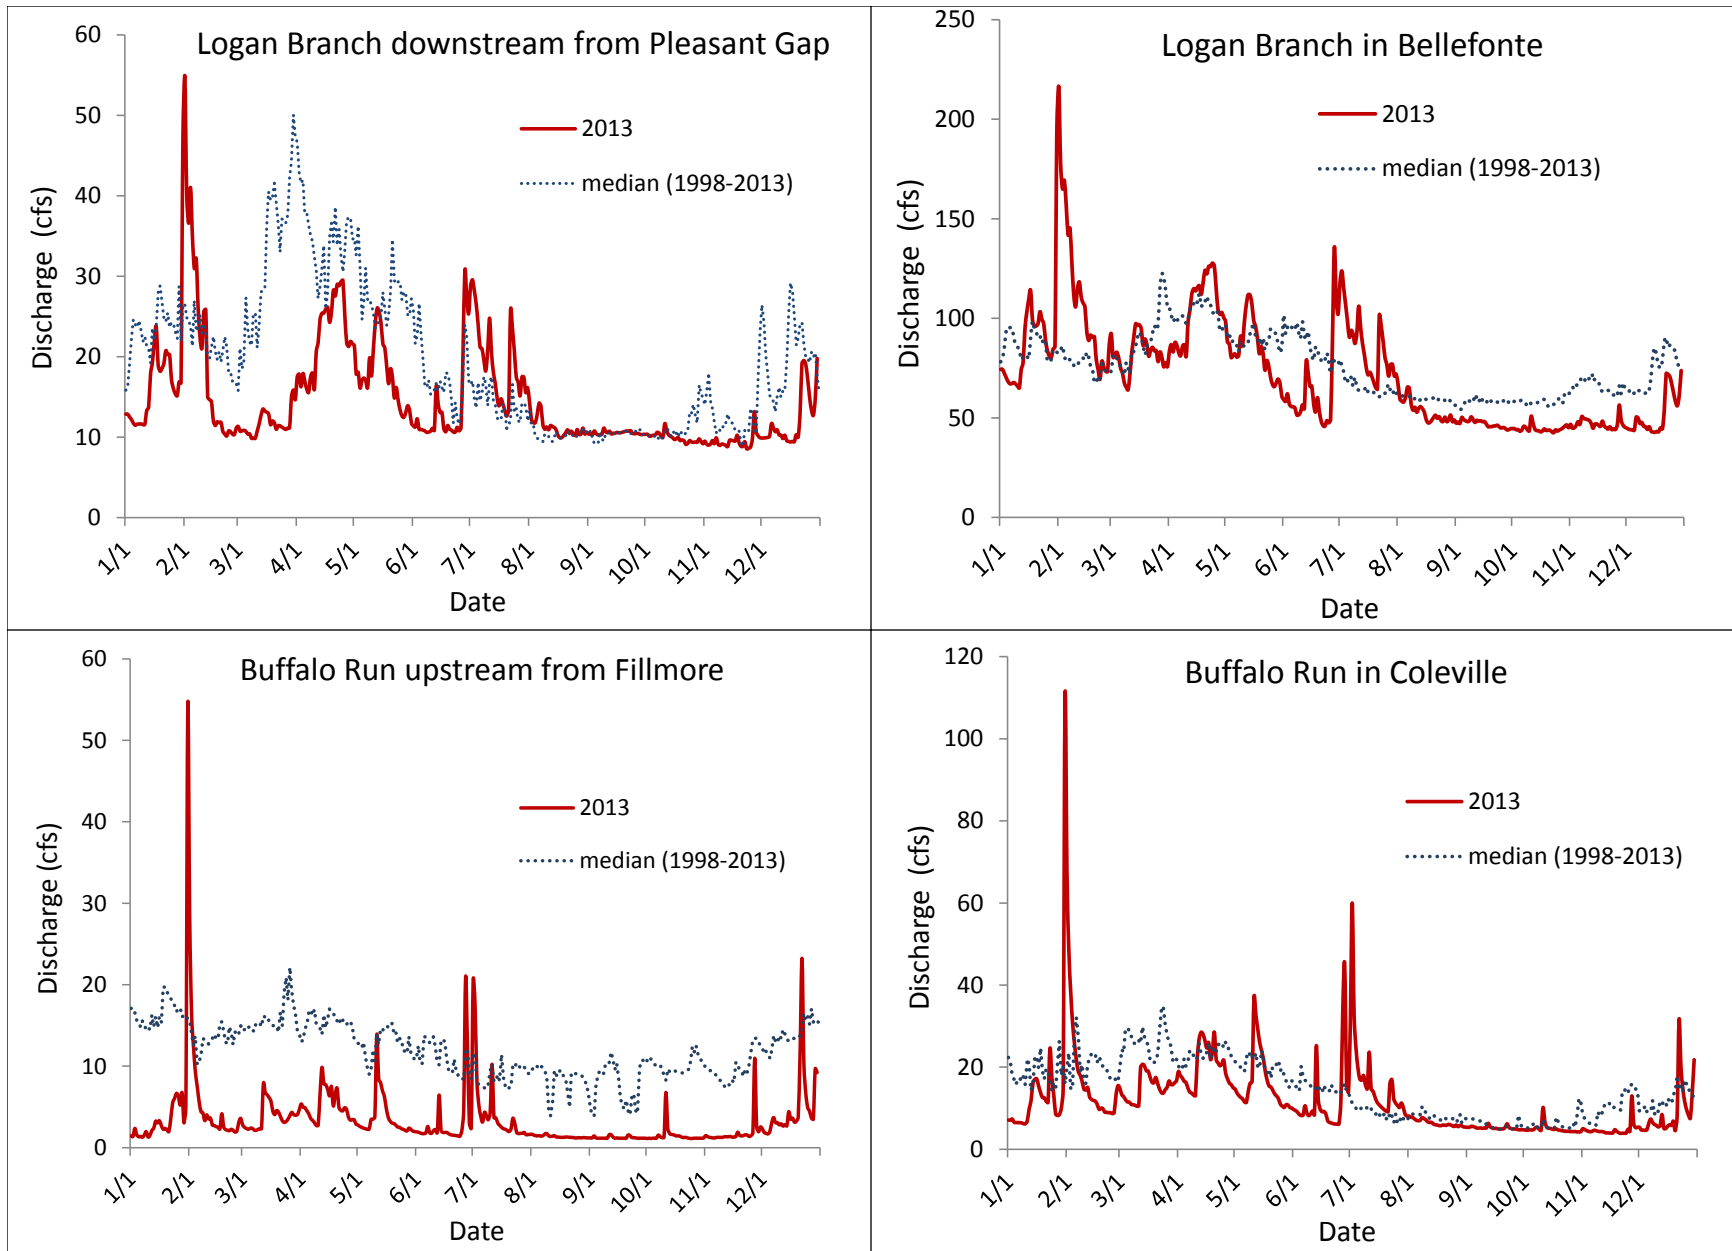 Logan Branch downstream from Pleasant Gap
60
50
40
30
20
10
0
Discharge (cfs)
2013
median (1998-2013)
1/1 2/1 3/1 4/1 5/1 6/1 7/1 8/1 9/1 10/1 11/1 12/1
Date
Logan Branch in Bellefonte
250
200
150
100
50
0
Discharge (cfs)
2013
median (1998-2013)
1/1 2/1 3/1 4/1 5/1 6/1 7/1 8/1 9/1 10/1 11/1 12/1
Date
Buffalo Run upstream from Fillmore
60
50
40
30
20
10
0
Discharge (cfs)
2013
median (1998-2013)
1/1 2/1 3/1 4/1 5/1 6/1 7/1 8/1 9/1 10/1 11/1 12/1
Date
Buffalo Run in Coleville
120
100
80
60
40
20
0
Discharge (cfs)
2013
median (1998-2013)
1/1 2/1 3/1 4/1 5/1 6/1 7/1 8/1 9/1 10/1 11/1 12/1
Date